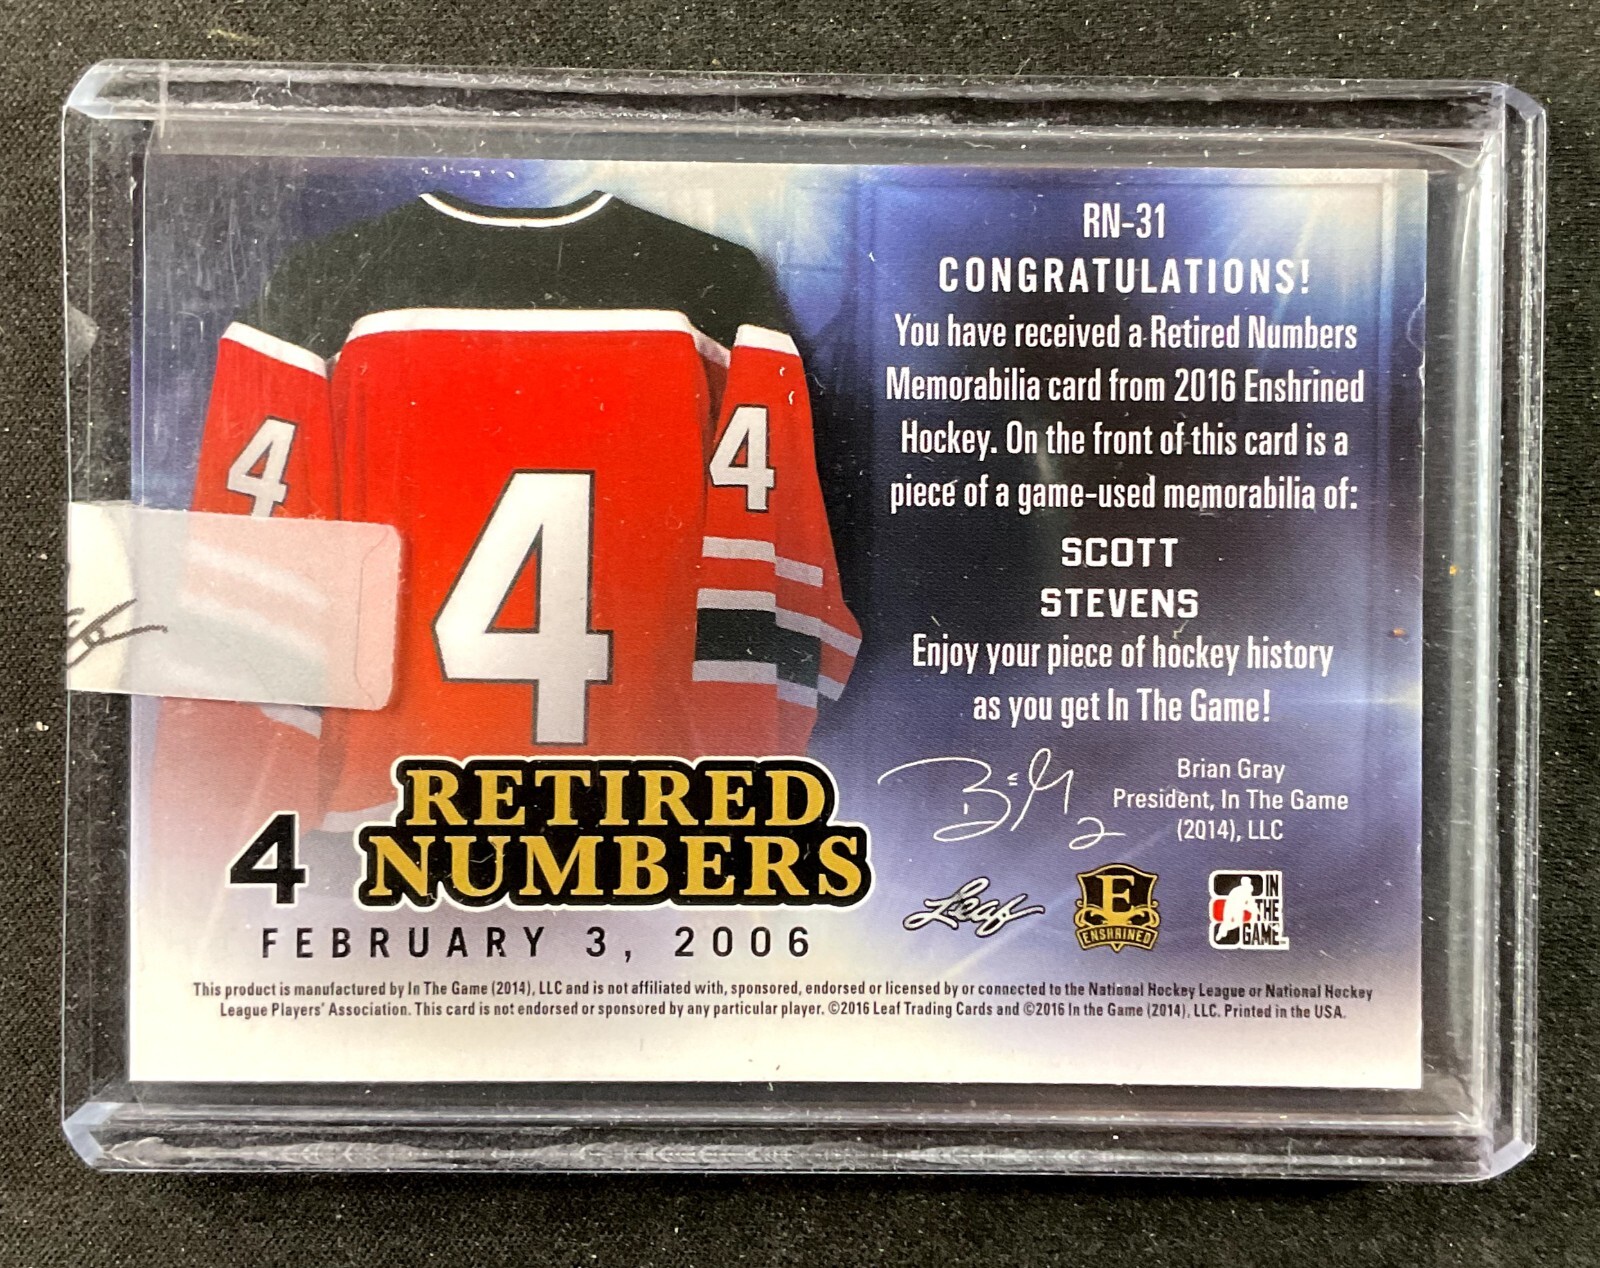 RN-31
CONGRATULATIONS!
You have received a Retired Numbers
Memorabilia card from 2016 Enshrined
Hockey. On the front of this card is a
piece of a game-used memorabilia of:
SCOTT
STEVENS
Enjoy your piece of hockey history
as you get In The Game!
Brian Gray
President, In The Game
(2014), LLC
Leaf
E
ENSHRINED
IN
THE
GAME
4
4
4
RETIRED
NUMBERS
4
FEBRUARY 3, 2006
This product is manufactured by In The Game (2014), LLC and is not affiliated with, sponsored, endorsed or licensed by or connected to the National Hockey League or National Hockey
League Players' Association. This card is not endorsed or sponsored by any particular player. ©2016 Leaf Trading Cards and ©2016 In the Game (2014), LLC. Printed in the USA.